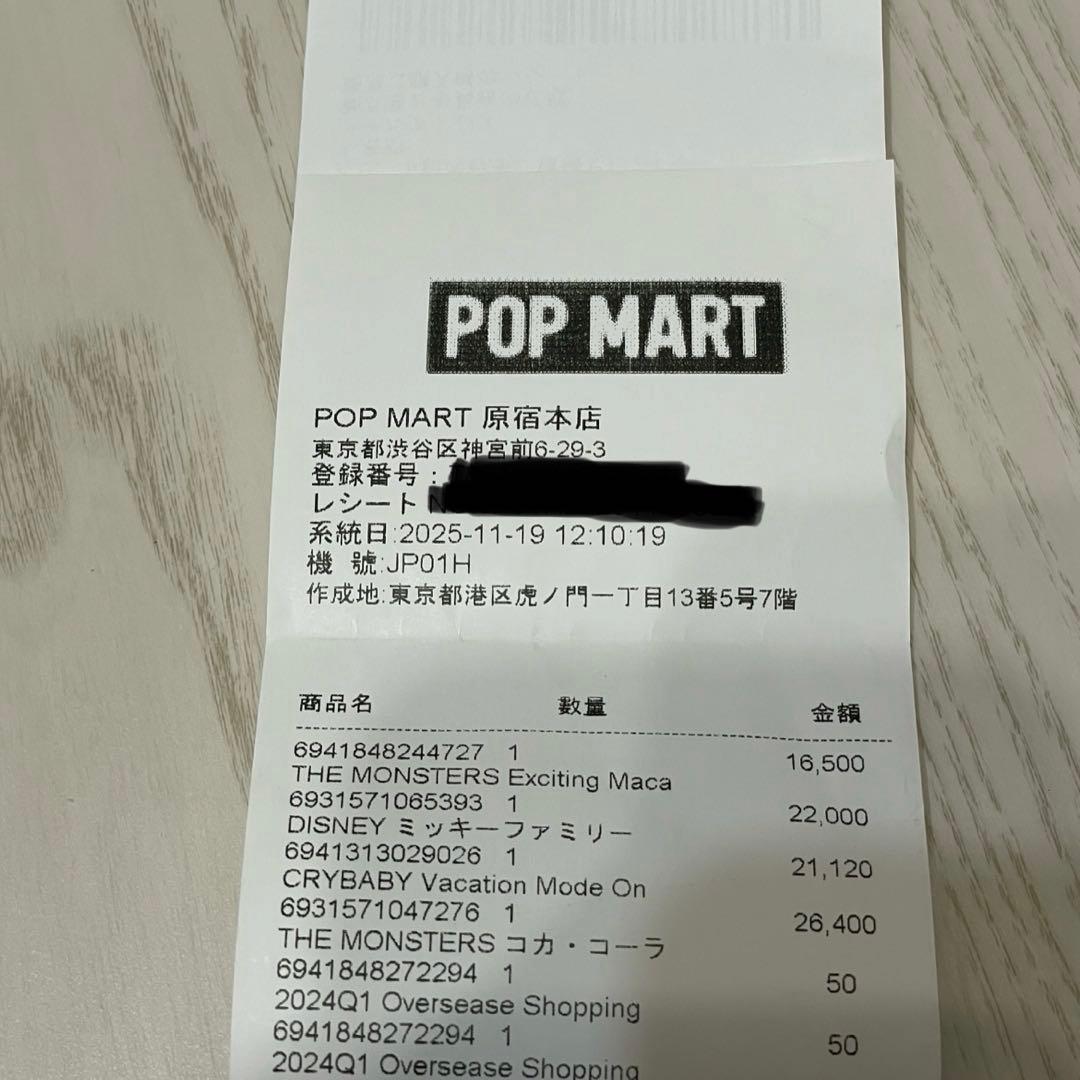 POP MART
POP MART 原宿本店
東京都渋谷区神宮前6-29-3
登録番号:
レシート
系統日:2025-11-19 12:10:19
機 號:JP01H
作成地:東京都港区虎ノ門一丁目13番5号7階
商品名 數量 金額
6941848244727 1 16,500
THE MONSTERS Exciting Maca
6931571065393 1 22,000
DISNEY ミッキーファミリー
6941313029026 1 21,120
CRYBABY Vacation Mode On
6931571047276 1 26,400
THE MONSTERS コカ・コーラ
6941848272294 1 50
2024Q1 Oversease Shopping
6941848272294 1 50
2024Q1 Oversease Shopping